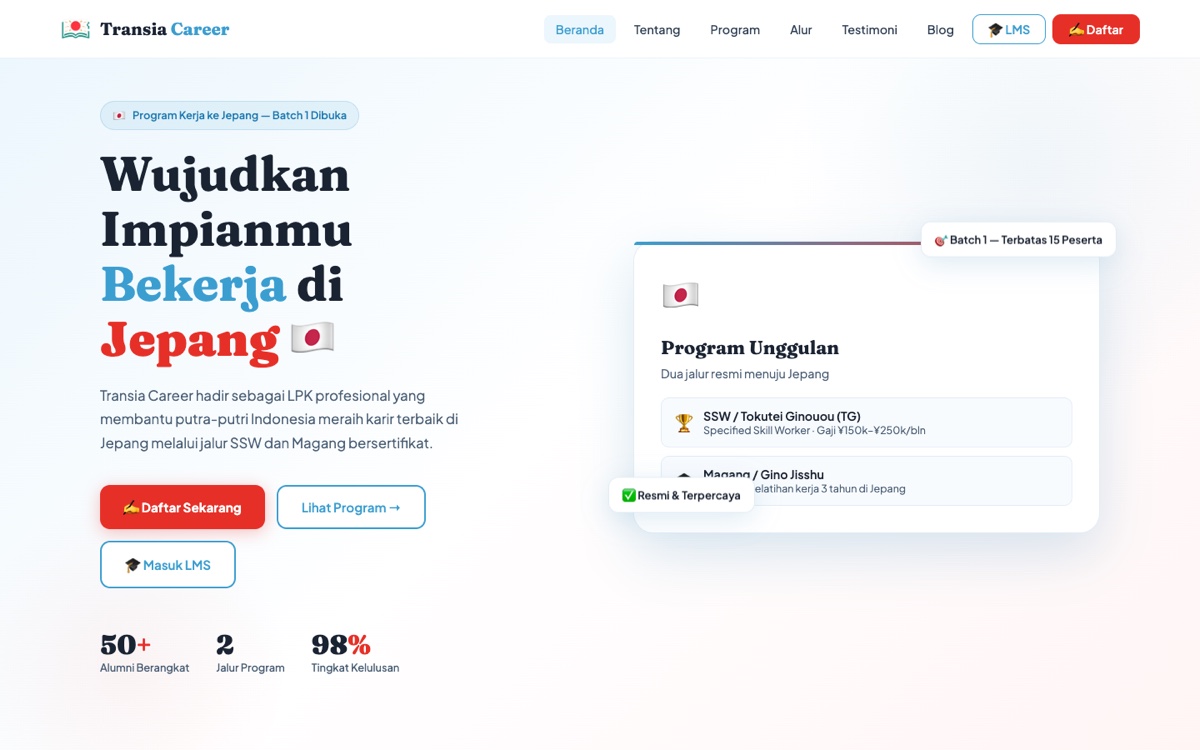 Transia Career
Beranda
Tentang
Program
Alur
Testimoni
Blog
LMS
Daftar
Program Kerja ke Jepang — Batch 1 Dibuka
Wujudkan
Impianmu
Bekerja di
Jepang
Transia Career hadir sebagai LPK profesional yang
membantu putra-putri Indonesia meraih karir terbaik di
Jepang melalui jalur SSW dan Magang bersertifikat.
Daftar Sekarang
Lihat Program →
Masuk LMS
50+
Alumni Berangkat
2
Jalur Program
98%
Tingkat Kelulusan
Batch 1 — Terbatas 15 Peserta
Program Unggulan
Dua jalur resmi menuju Jepang
SSW / Tokutei Ginouou (TG)
Specified Skill Worker · Gaji ¥150k–¥250k/bln
Magang / Gino Jisshu
kerja 3 tahun di Jepang
Resmi & Terpercaya